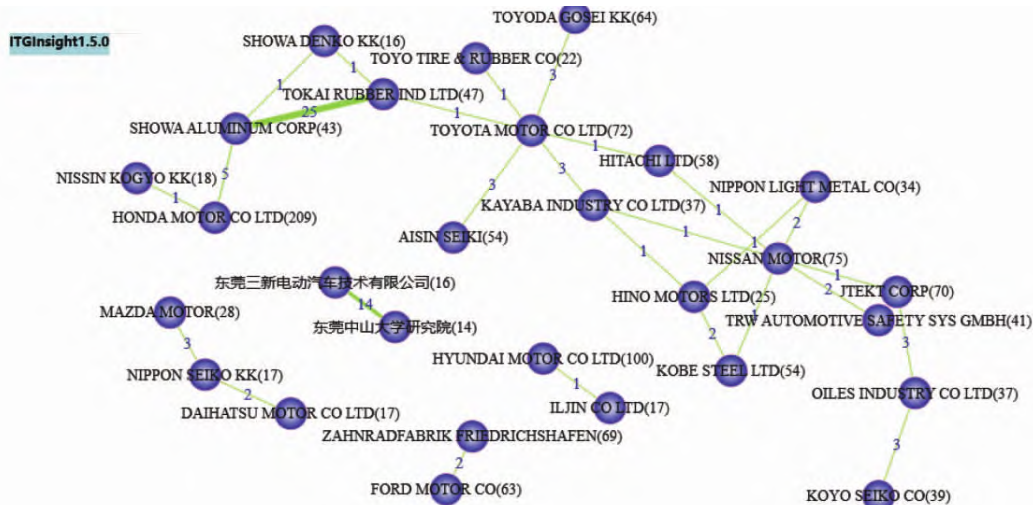 ITGInsight1.5.0
TOYODA GOSEI KK(64)
SHOWA DENKO KK(16)
TOYO TIRE & RUBBER CO(22)
1
1
3
TOKAI RUBBER IND LTD(47)
1
25
1
SHOWA ALUMINUM CORP(43)
TOYOTA MOTOR CO LTD(72)
1
HITACHI LTD(58)
NISSIN KOGYO KK(18)
5
3
3
NIPPON LIGHT METAL CO(34)
1
HONDA MOTOR CO LTD(209)
KAYABA INDUSTRY CO LTD(37)
1
2
AISIN SEIKI(54)
1
1
1
NISSAN MOTOR(75)
东莞三新电动汽车技术有限公司(16)
1
JTEKT CORP(70)
14
HINO MOTORS LTD(25)
2
MAZDA MOTOR(28)
东莞中山大学研究院(14)
1
TRW AUTOMOTIVE SAFETY SYS GMBH(41)
3
2
3
HYUNDAI MOTOR CO LTD(100)
NIPPON SEIKO KK(17)
KOBE STEEL LTD(54)
1
2
OILES INDUSTRY CO LTD(37)
DAIHATSU MOTOR CO LTD(17)
ILJIN CO LTD(17)
ZAHNRADFABRIK FRIEDRICHSHAFEN(69)
3
2
FORD MOTOR CO(63)
KOYO SEIKO CO(39)